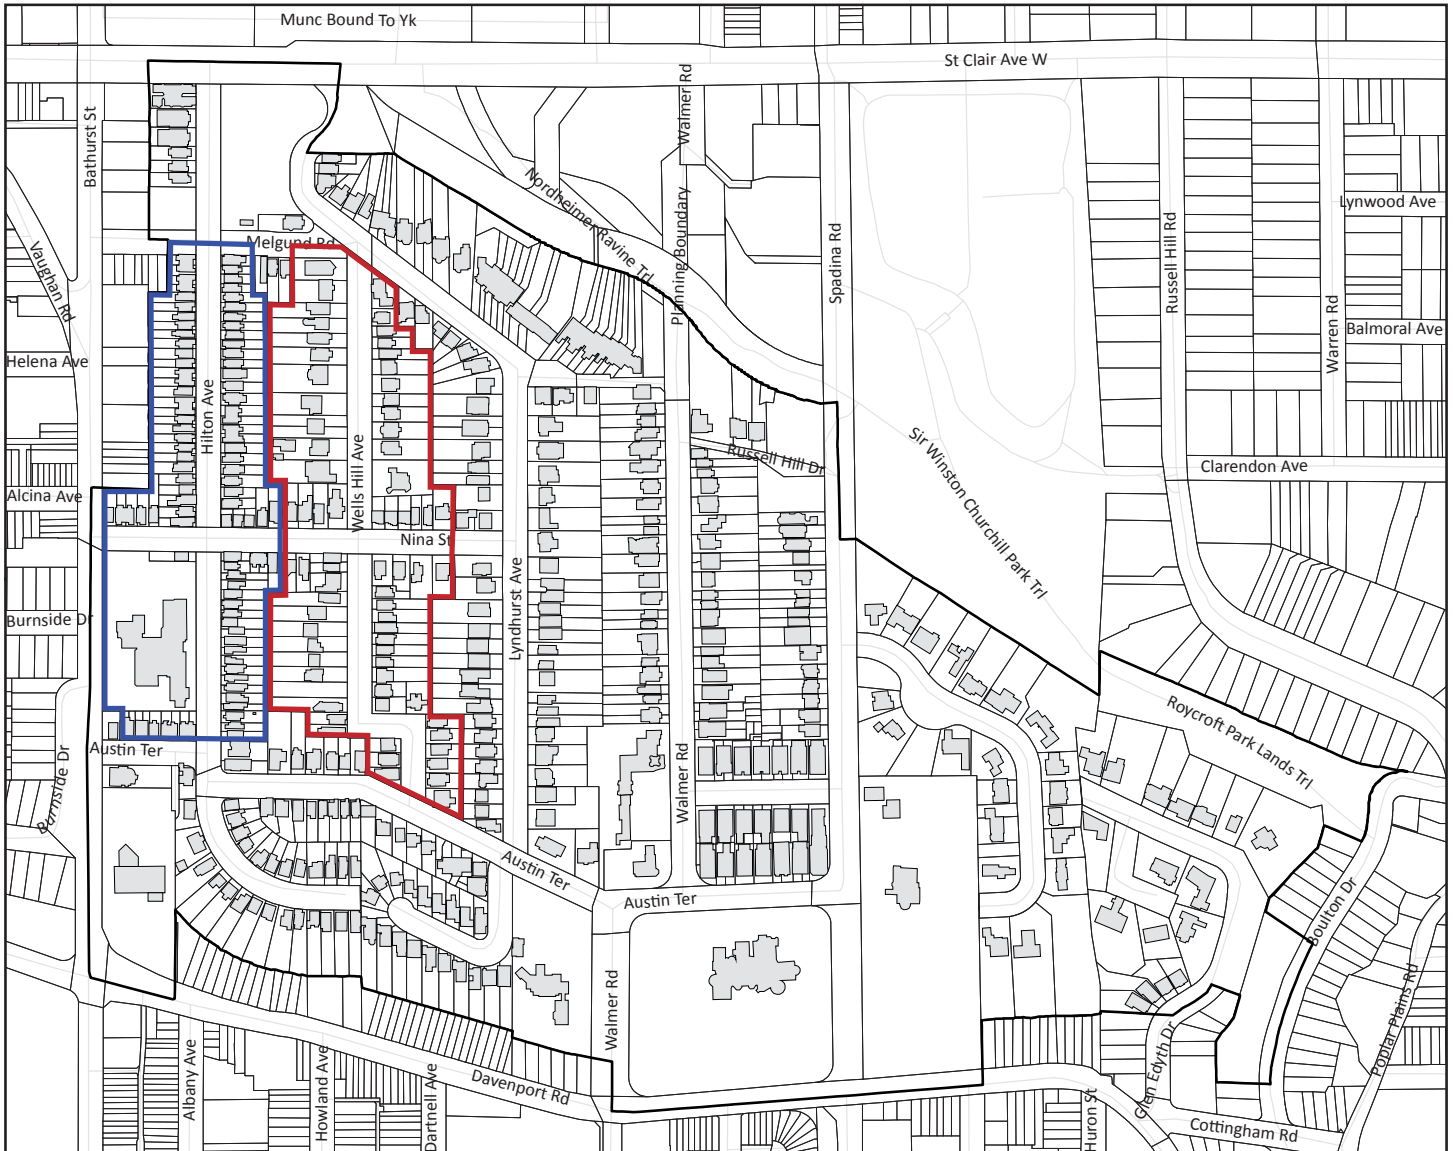 Munc Bound To Yk
St Clair Ave W
Bathurst St
Walmer Rd
Nordheimer Ravine Trl
Planning Boundary
Spadina Rd
Russell Hill Rd
Lynwood Ave
Vaughan Rd
Melgund Rd
Warren Rd
Balmoral Ave
Helena Ave
Hilton Ave
Wells Hill Ave
Russell Hill Dr
Sir Winston Churchill Park Trl
Clarendon Ave
Alcina Ave
Nina St
Lyndhurst Ave
Burnside Dr
Roycroft Park Lands Trl
Austin Ter
Burnside Dr
Walmer Rd
Austin Ter
Austin Ter
Boulton Dr
Walmer Rd
Poplar Plains Rd
Albany Ave
Howland Ave
Dartnell Ave
Davenport Rd
Huron St
Glen Edyth Dr
Cottingham Rd